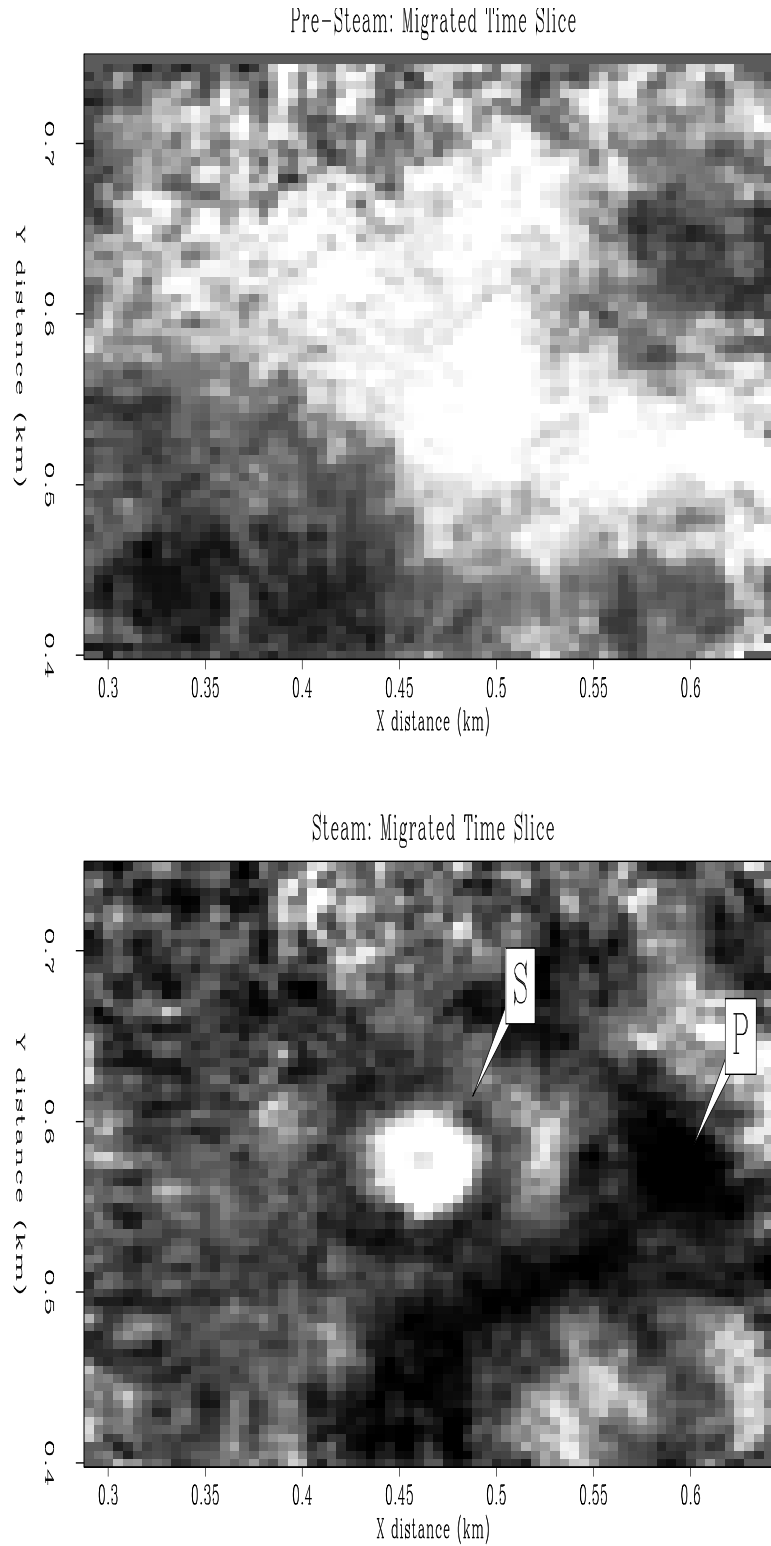 Pre-Steam: Migrated Time Slice
0.7
0.6
0.5
0.4
Y distance (km)
0.3 0.35 0.4 0.45 0.5 0.55 0.6
X distance (km)
Steam: Migrated Time Slice
S
P
0.7
0.6
0.5
0.4
Y distance (km)
0.3 0.35 0.4 0.45 0.5 0.55 0.6
X distance (km)